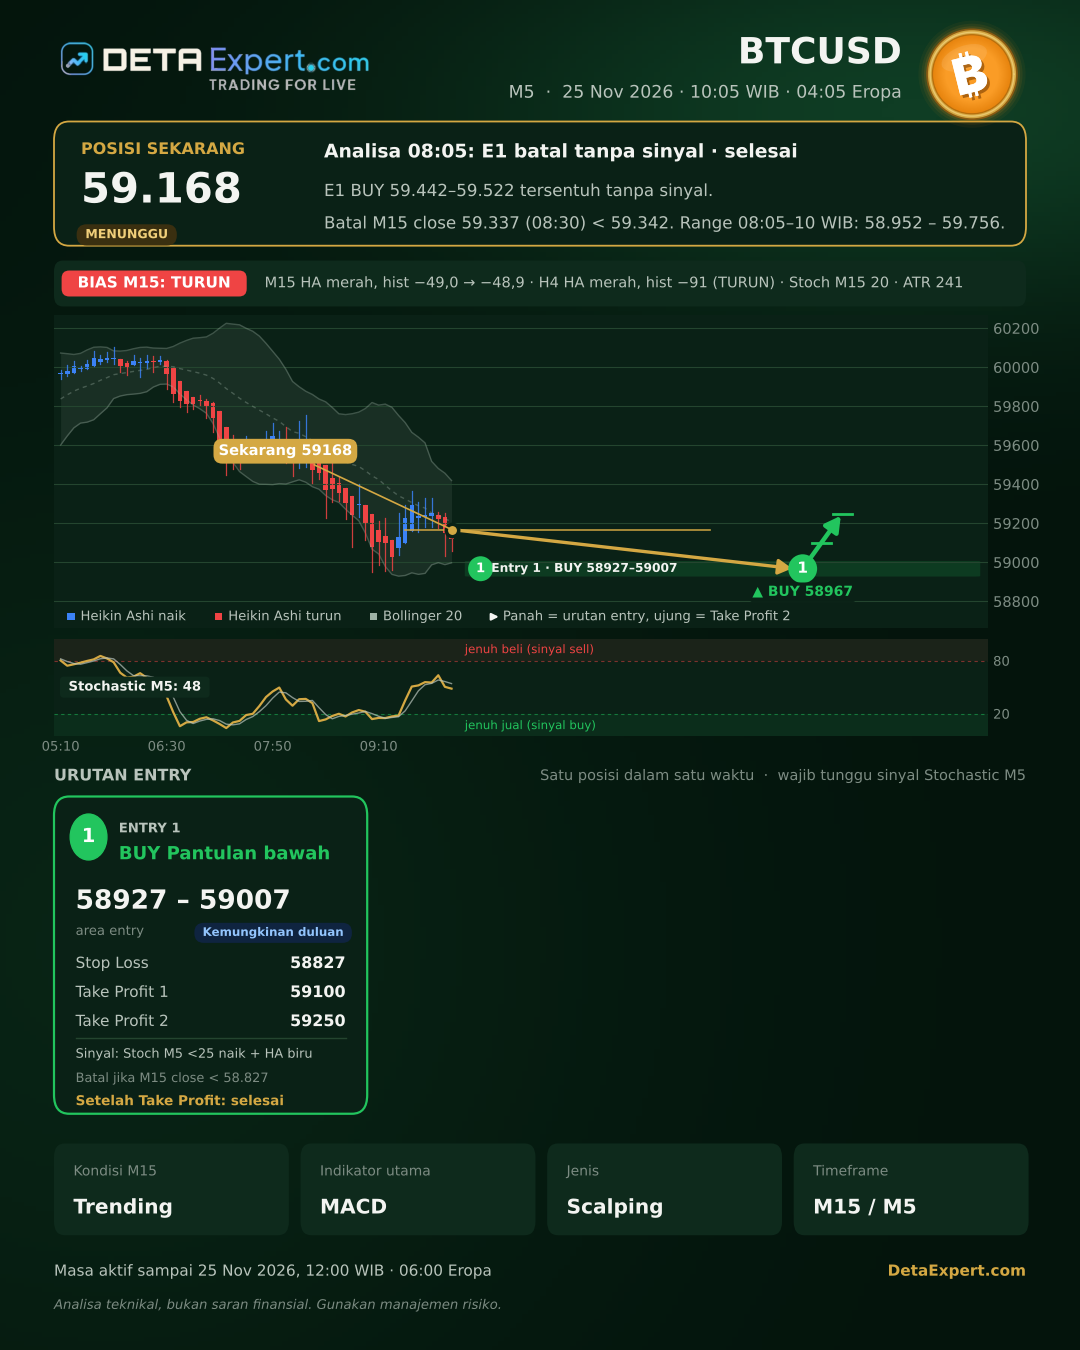 DETA Expert.com
TRADING FOR LIVE
BTCUSD
M5 · 25 Nov 2026 · 10:05 WIB · 04:05 Eropa
POSISI SEKARANG
59.168
MENUNGGU
Analisa 08:05: E1 batal tanpa sinyal · selesai
E1 BUY 59.442–59.522 tersentuh tanpa sinyal.
Batal M15 close 59.337 (08:30) < 59.342. Range 08:05–10 WIB: 58.952 – 59.756.
BIAS M15: TURUN
M15 HA merah, hist −49,0 → −48,9 · H4 HA merah, hist −91 (TURUN) · Stoch M15 20 · ATR 241
60200
60000
59800
59600
59400
59200
59000
58800
Sekarang 59168
1 Entry 1 · BUY 58927–59007
1
▲ BUY 58967
Heikin Ashi naik
Heikin Ashi turun
Bollinger 20
Panah = urutan entry, ujung = Take Profit 2
jenuh beli (sinyal sell)
80
Stochastic M5: 48
20
jenuh jual (sinyal buy)
05:10 06:30 07:50 09:10
URUTAN ENTRY
Satu posisi dalam satu waktu · wajib tunggu sinyal Stochastic M5
1
ENTRY 1
BUY Pantulan bawah
58927 – 59007
area entry
Kemungkinan duluan
Stop Loss 58827
Take Profit 1 59100
Take Profit 2 59250
Sinyal: Stoch M5 <25 naik + HA biru
Batal jika M15 close < 58.827
Setelah Take Profit: selesai
Kondisi M15
Trending
Indikator utama
MACD
Jenis
Scalping
Timeframe
M15 / M5
Masa aktif sampai 25 Nov 2026, 12:00 WIB · 06:00 Eropa
DetaExpert.com
Analisa teknikal, bukan saran finansial. Gunakan manajemen risiko.